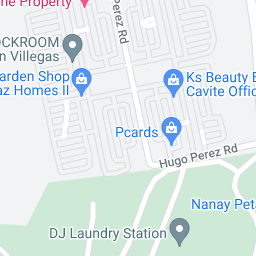 me Property
OCKROOM
n Villegas
Perez Rd
arden Shop
az Homes II
Ks Beauty E
Cavite Offic
Pcards
Hugo Perez Rd
Nanay Pet
DJ Laundry Station